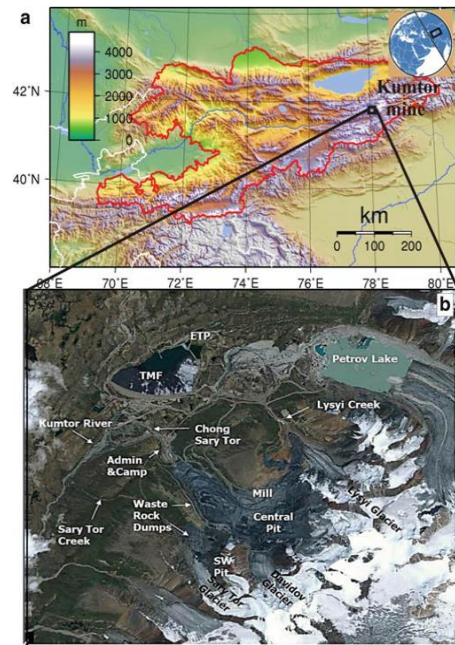 a
m
4000
3000
2000
1000
0
42°N
40°N
Kumtor
mine
km
0 100 200
68°E 70°E 72°E 74°E 76°E 78°E 80°E
b
ETP
TMF
Petrov Lake
Kumtor River
Lysyi Creek
Chong
Sary Tor
Admin
&Camp
Waste
Rock
Dumps
Mill
Central
Pit
Lysyi Glacier
Sary Tor
Creek
SW
Pit
Davidov
Glacier
Sary Tor
Glacier